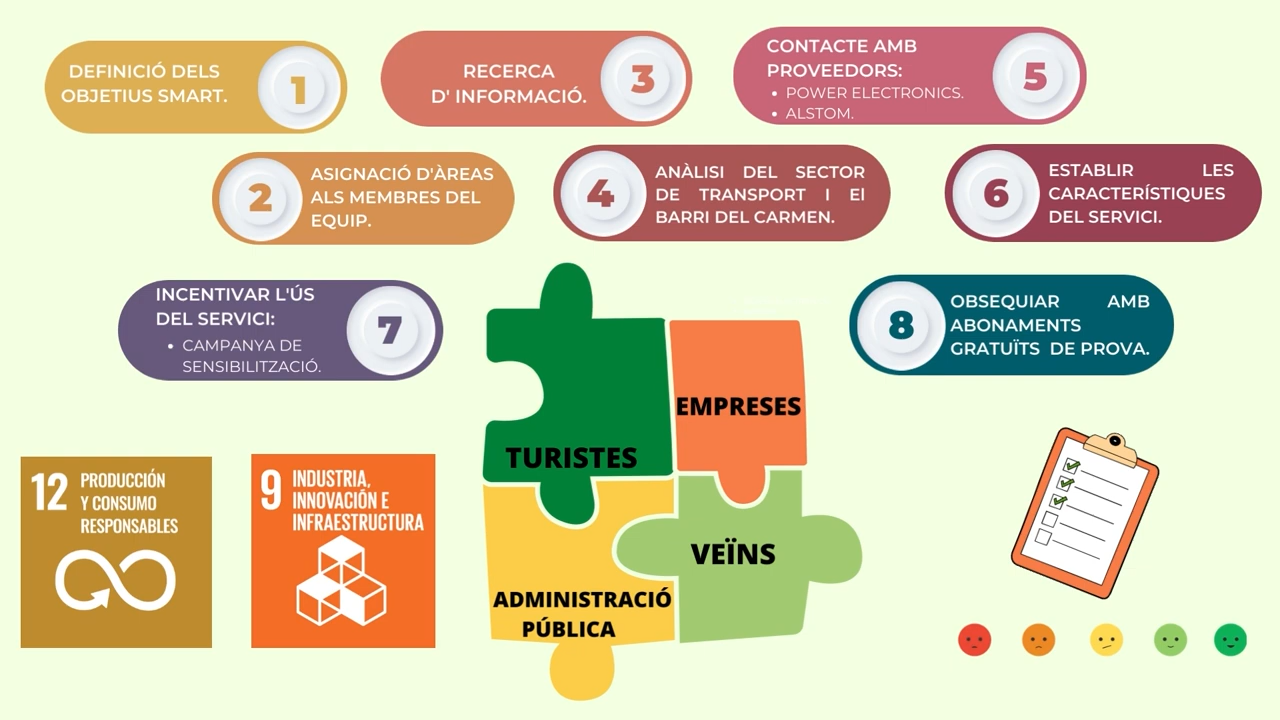 DEFINICIÓ DELS
OBJETIUS SMART.
1
RECERCA
D' INFORMACIÓ.
3
CONTACTE AMB
PROVEEDORS:
• POWER ELECTRONICS.
• ALSTOM.
5
2
ASIGNACIÓ D'ÀREAS
ALS MEMBRES DEL
EQUIP.
4
ANÀLISI DEL SECTOR
DE TRANSPORT I El
BARRI DEL CARMEN.
6
ESTABLIR LES
CARACTERÍSTIQUES
DEL SERVICI.
INCENTIVAR L'ÚS
DEL SERVICI:
• CAMPANYA DE
SENSIBILITZACIÓ.
7
8
OBSEQUIAR AMB
ABONAMENTS
GRATUÏTS DE PROVA.
TURISTES
EMPRESES
ADMINISTRACIÓ
PÚBLICA
VEÏNS
12 PRODUCCIÓN
Y CONSUMO
RESPONSABLES
9 INDUSTRIA,
INNOVACIÓN E
INFRAESTRUCTURA